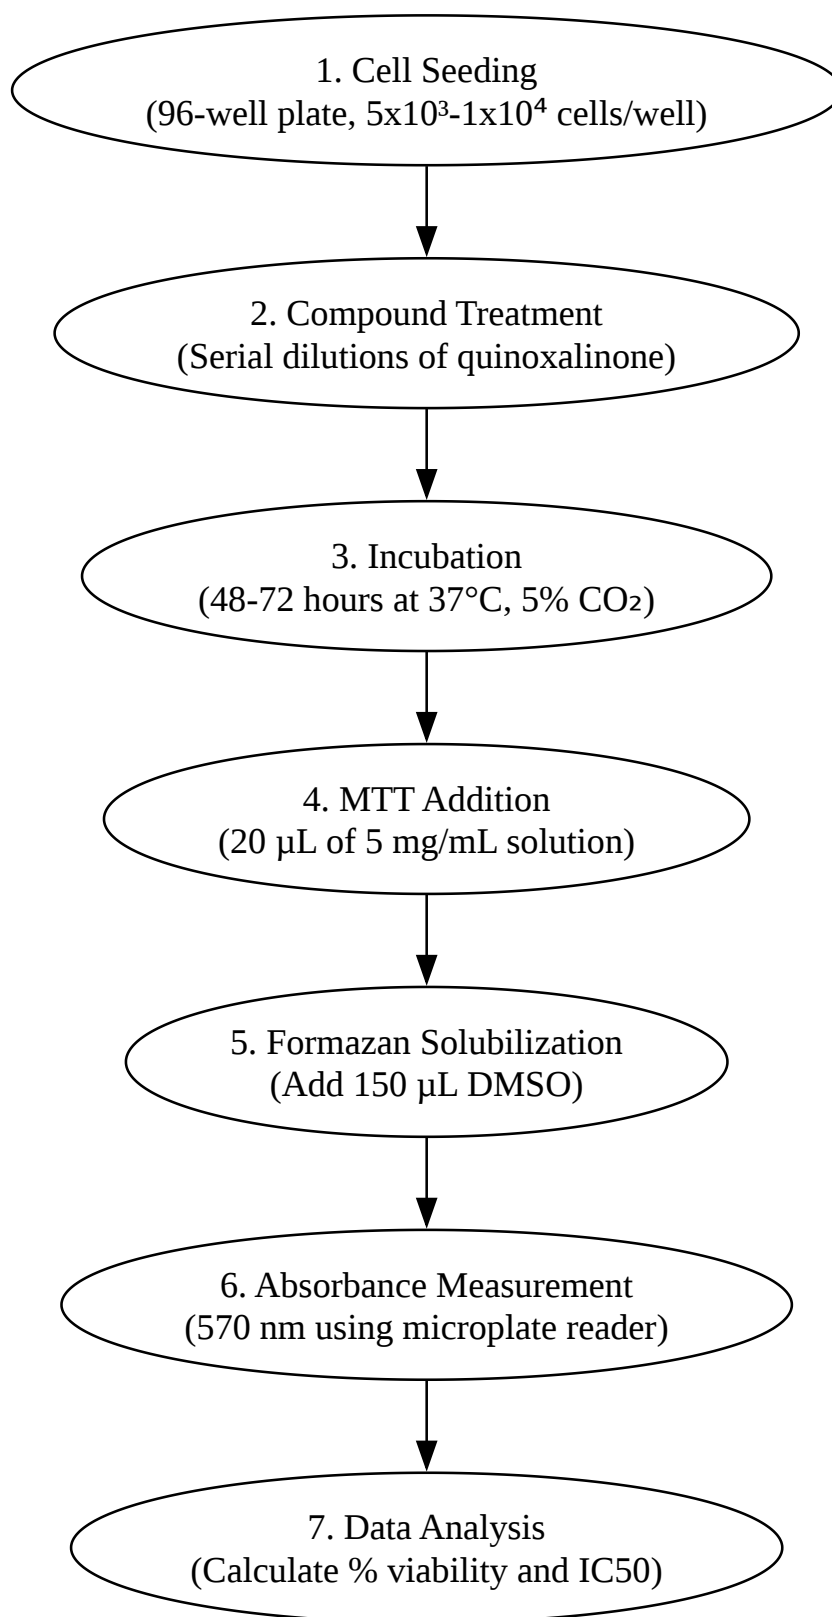 1. Cell Seeding
(96-well plate, 5x10³-1x10⁴ cells/well)
2. Compound Treatment
(Serial dilutions of quinoxalinone)
3. Incubation
(48-72 hours at 37°C, 5% CO₂)
4. MTT Addition
(20 µL of 5 mg/mL solution)
5. Formazan Solubilization
(Add 150 µL DMSO)
6. Absorbance Measurement
(570 nm using microplate reader)
7. Data Analysis
(Calculate % viability and IC50)